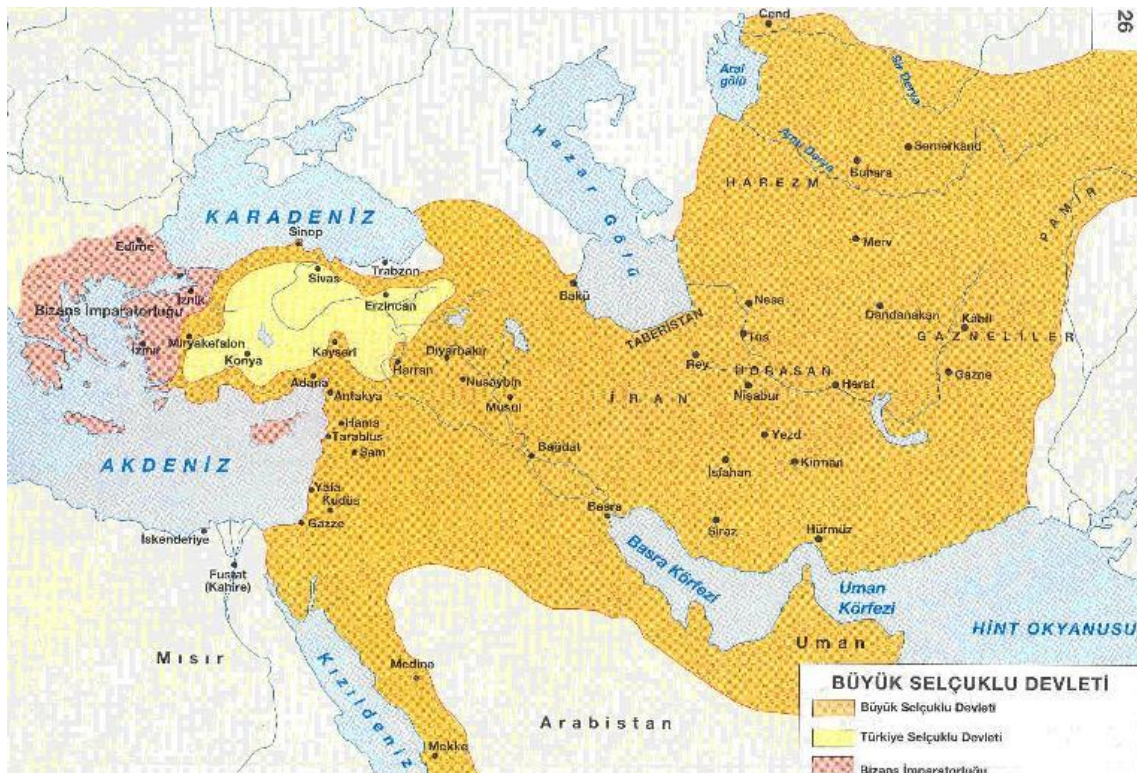 26
Cend
Aral
gölü
Sir Derya
Hazar Gölü
Amu Derya
Semerkand
Buhara
HAREZM
PAMİR
KARADENİZ
Sinop
Edirne
Merv
Trabzon
Sivas
İznik
Bakü
Erzincan
Nesa
Dandanakan
Kabil
Bizans İmparatorluğu
TABERİSTAN
Tos
GAZNELİLER
Miryakefalon
İzmir
Konya
Kayseri
Diyarbakır
Harran
Rey
HORASAN
Gazne
Adana
Nusaybin
Nişabur
Herat
Antakya
Musul
İRAN
Hama
Tarablus
Yezd
Şam
Bağdat
AKDENİZ
İsfahan
Kirman
Yafa
Kudüs
Gazze
Basra
Şiraz
İskenderiye
Hürmüz
Fustat
(Kahire)
Basra Körfezi
Uman
Körfezi
HİNT OKYANUSU
Mısır
Uman
Medine
Kızıldeniz
Arabistan
Mekke
BÜYÜK SELÇUKLU DEVLETİ
Büyük Selçuklu Devleti
Türkiye Selçuklu Devleti
Bizans İmparatorluğu